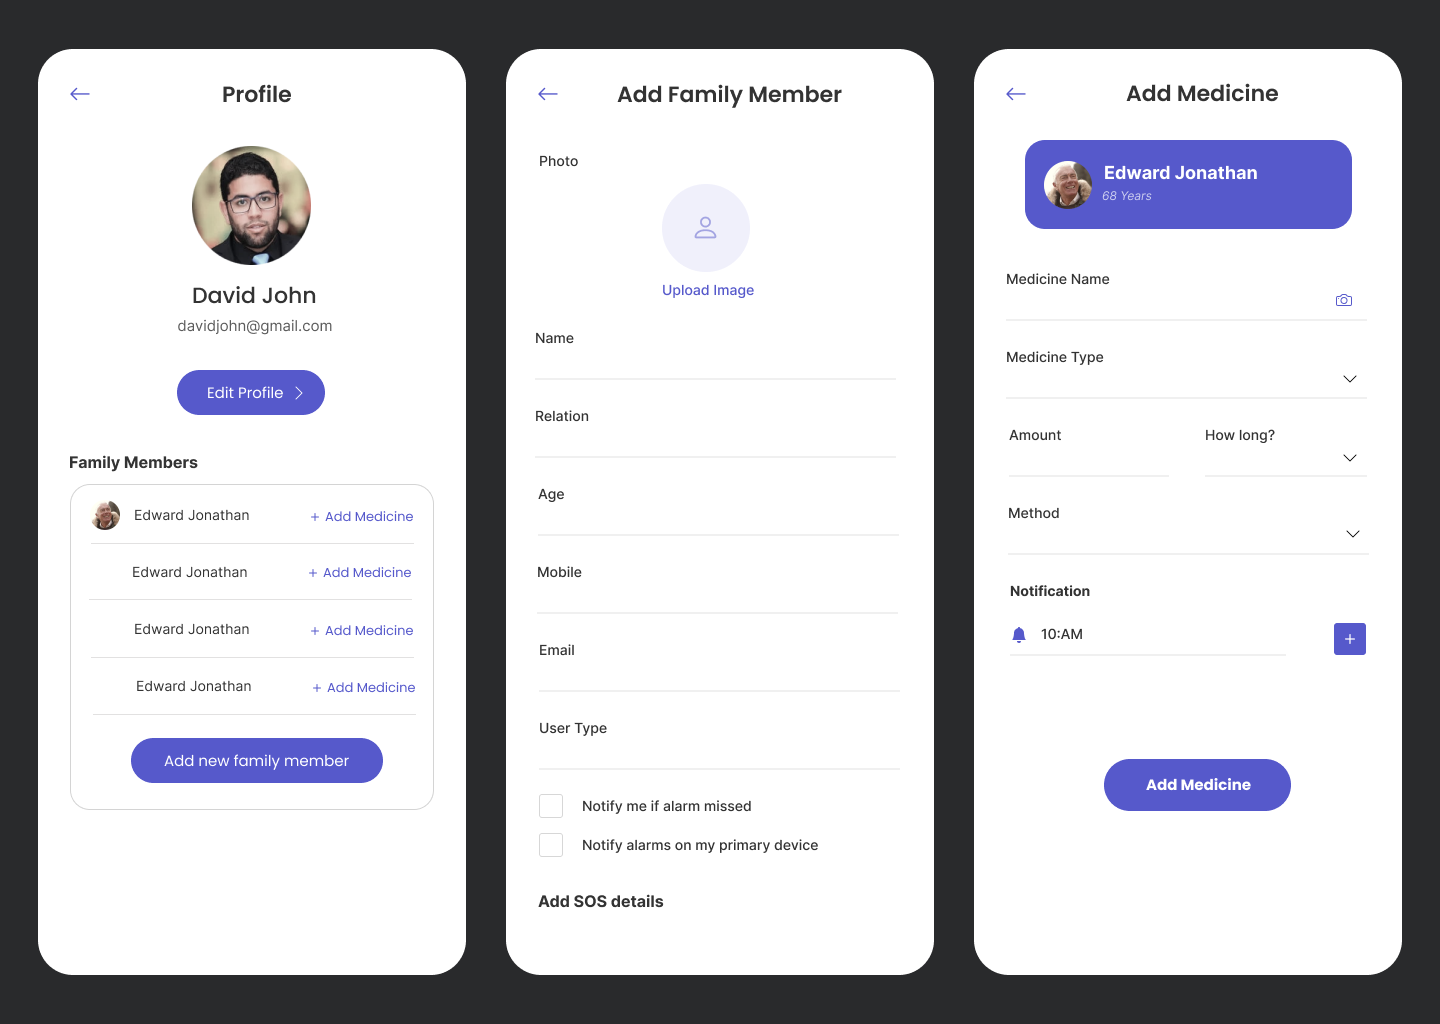 Profile
David John
davidjohn@gmail.com
Edit Profile
Family Members
Edward Jonathan + Add Medicine
Edward Jonathan + Add Medicine
Edward Jonathan + Add Medicine
Edward Jonathan + Add Medicine
Add new family member
Add Family Member
Photo
Upload Image
Name
Relation
Age
Mobile
Email
User Type
Notify me if alarm missed
Notify alarms on my primary device
Add SOS details
Add Medicine
Edward Jonathan
68 Years
Medicine Name
Medicine Type
Amount How long?
Method
Notification
10:AM +
Add Medicine